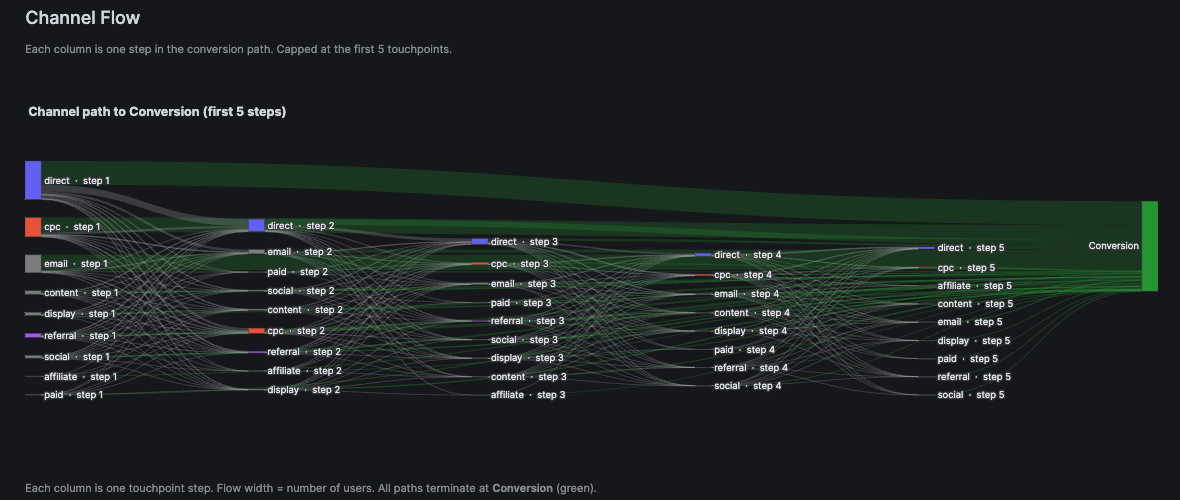 Channel Flow
Each column is one step in the conversion path. Capped at the first 5 touchpoints.
Channel path to Conversion (first 5 steps)
direct · step 1
cpc · step 1
email · step 1
content · step 1
display · step 1
referral · step 1
social · step 1
affiliate · step 1
paid · step 1
direct · step 2
email · step 2
paid · step 2
social · step 2
content · step 2
cpc · step 2
referral · step 2
affiliate · step 2
display · step 2
direct · step 3
cpc · step 3
email · step 3
paid · step 3
referral · step 3
social · step 3
display · step 3
content · step 3
affiliate · step 3
direct · step 4
cpc · step 4
email · step 4
content · step 4
display · step 4
paid · step 4
referral · step 4
social · step 4
direct · step 5
cpc · step 5
affiliate · step 5
content · step 5
email · step 5
display · step 5
paid · step 5
referral · step 5
social · step 5
Conversion
Each column is one touchpoint step. Flow width = number of users. All paths terminate at Conversion (green).